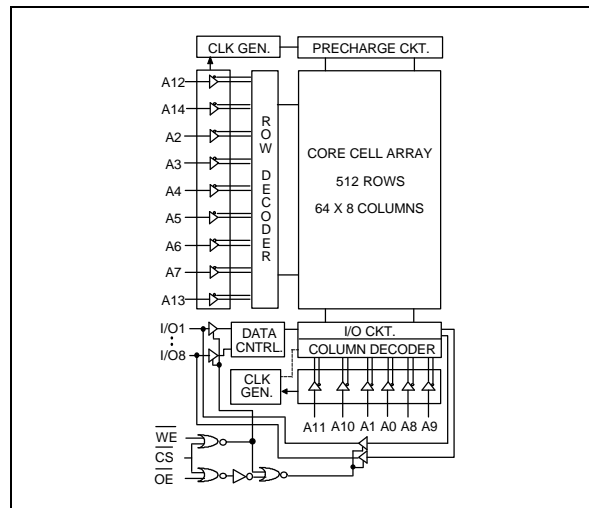 CLK GEN.
PRECHARGE CKT.
A12
A14
A2
A3
A4
A5
A6
A7
A13
ROW DECODER
CORE CELL ARRAY
512 ROWS
64 X 8 COLUMNS
I/O1
I/O8
DATA
CNTRL.
I/O CKT.
COLUMN DECODER
CLK
GEN.
A11 A10 A1 A0 A8 A9
WE
CS
OE